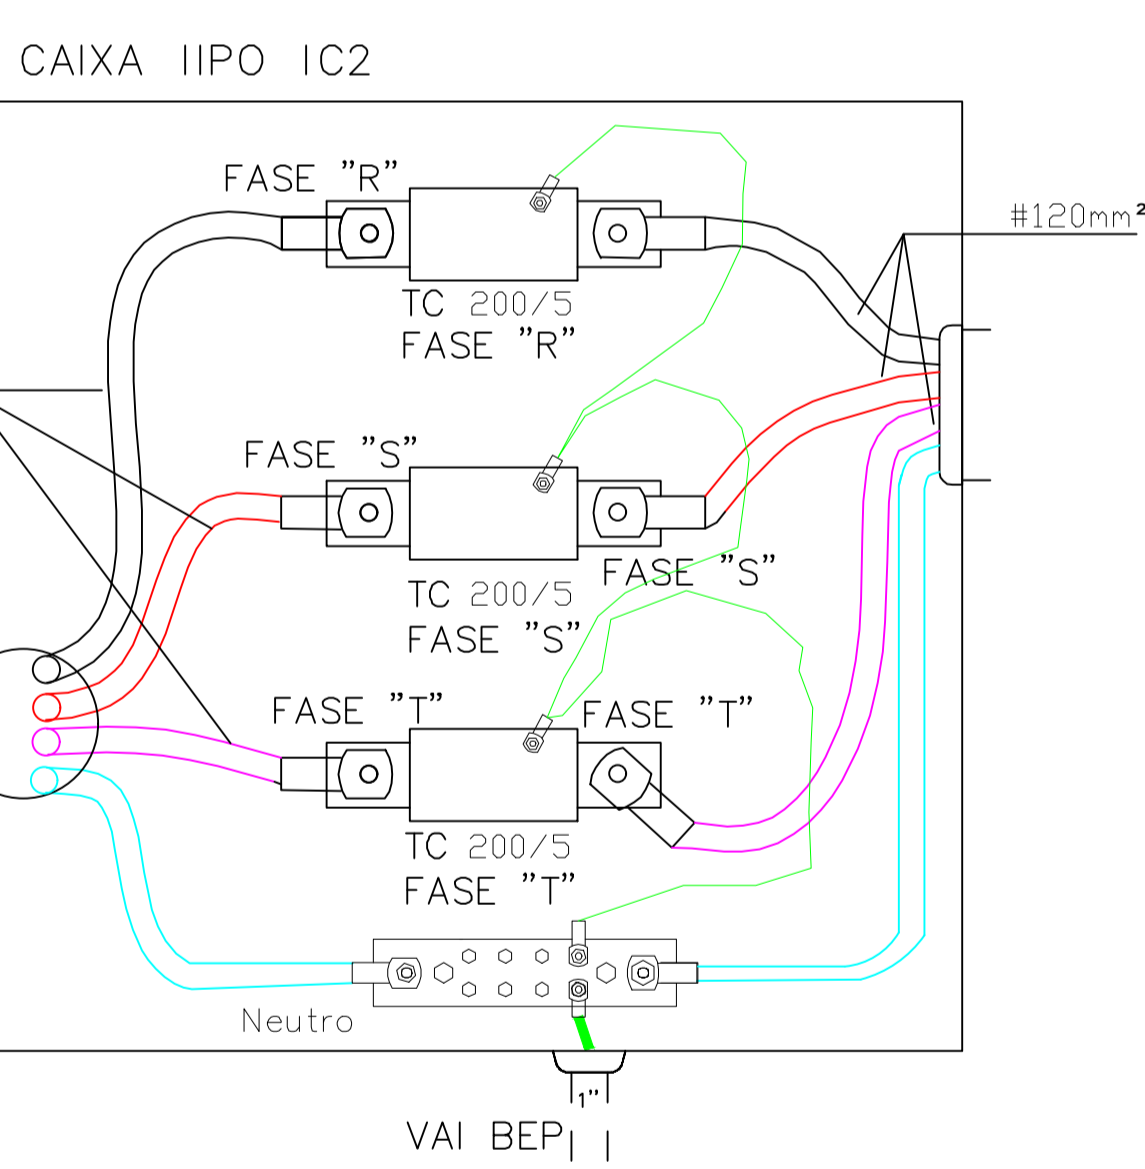 CAIXA IIPO IC2
FASE "R"
#120mm²
TC 200/5
FASE "R"
FASE "S"
FASE "S"
TC 200/5
FASE "S"
FASE "T"
FASE "T"
TC 200/5
FASE "T"
Neutro
1"
VAI BEP